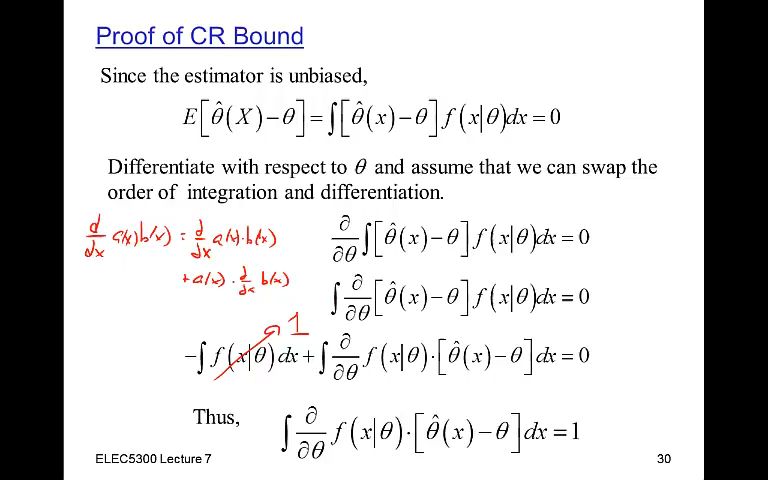 Proof of CR Bound
Since the estimator is unbiased,
E[θ̂(X) − θ] = ∫[θ̂(x) − θ] f(x|θ)dx = 0
Differentiate with respect to θ and assume that we can swap the
order of integration and differentiation.
d/dx a(x)b(x) = d/dx a(x)·b(x)
+ a(x) · d/dx b(x)
∂/∂θ ∫[θ̂(x) − θ] f(x|θ)dx = 0
∫ ∂/∂θ [θ̂(x) − θ] f(x|θ)dx = 0
1
−∫ f(x|θ)dx + ∫ ∂/∂θ f(x|θ)·[θ̂(x) − θ]dx = 0
Thus, ∫ ∂/∂θ f(x|θ)·[θ̂(x) − θ]dx = 1
ELEC5300 Lecture 7
30